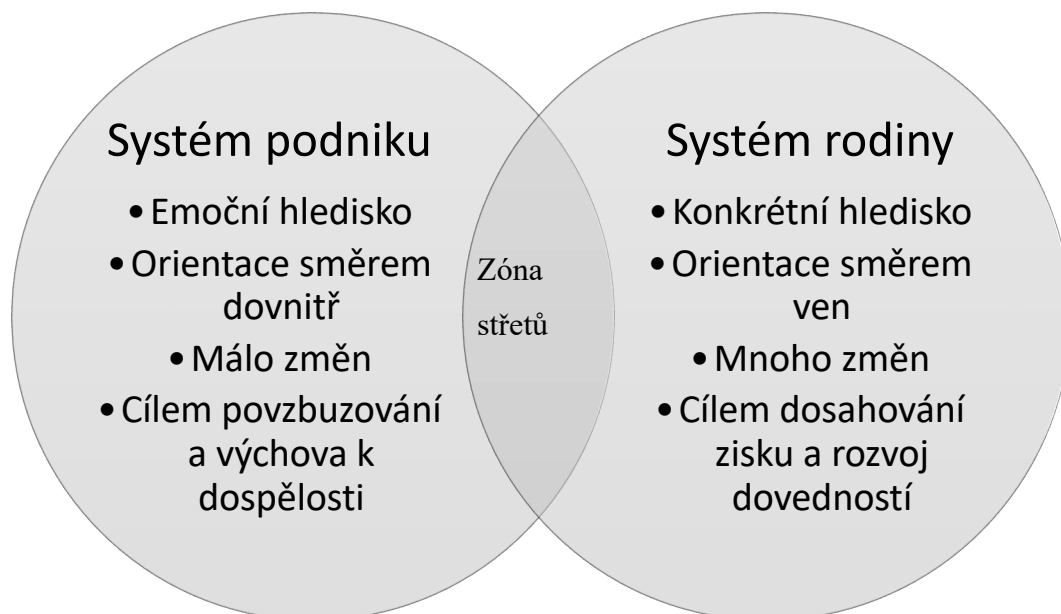 Systém podniku
• Emoční hledisko
• Orientace směrem
dovnitř
• Málo změn
• Cílem povzbuzování
a výchova k
dospělosti
Zóna
střetů
Systém rodiny
• Konkrétní hledisko
• Orientace směrem
ven
• Mnoho změn
• Cílem dosahování
zisku a rozvoj
dovedností